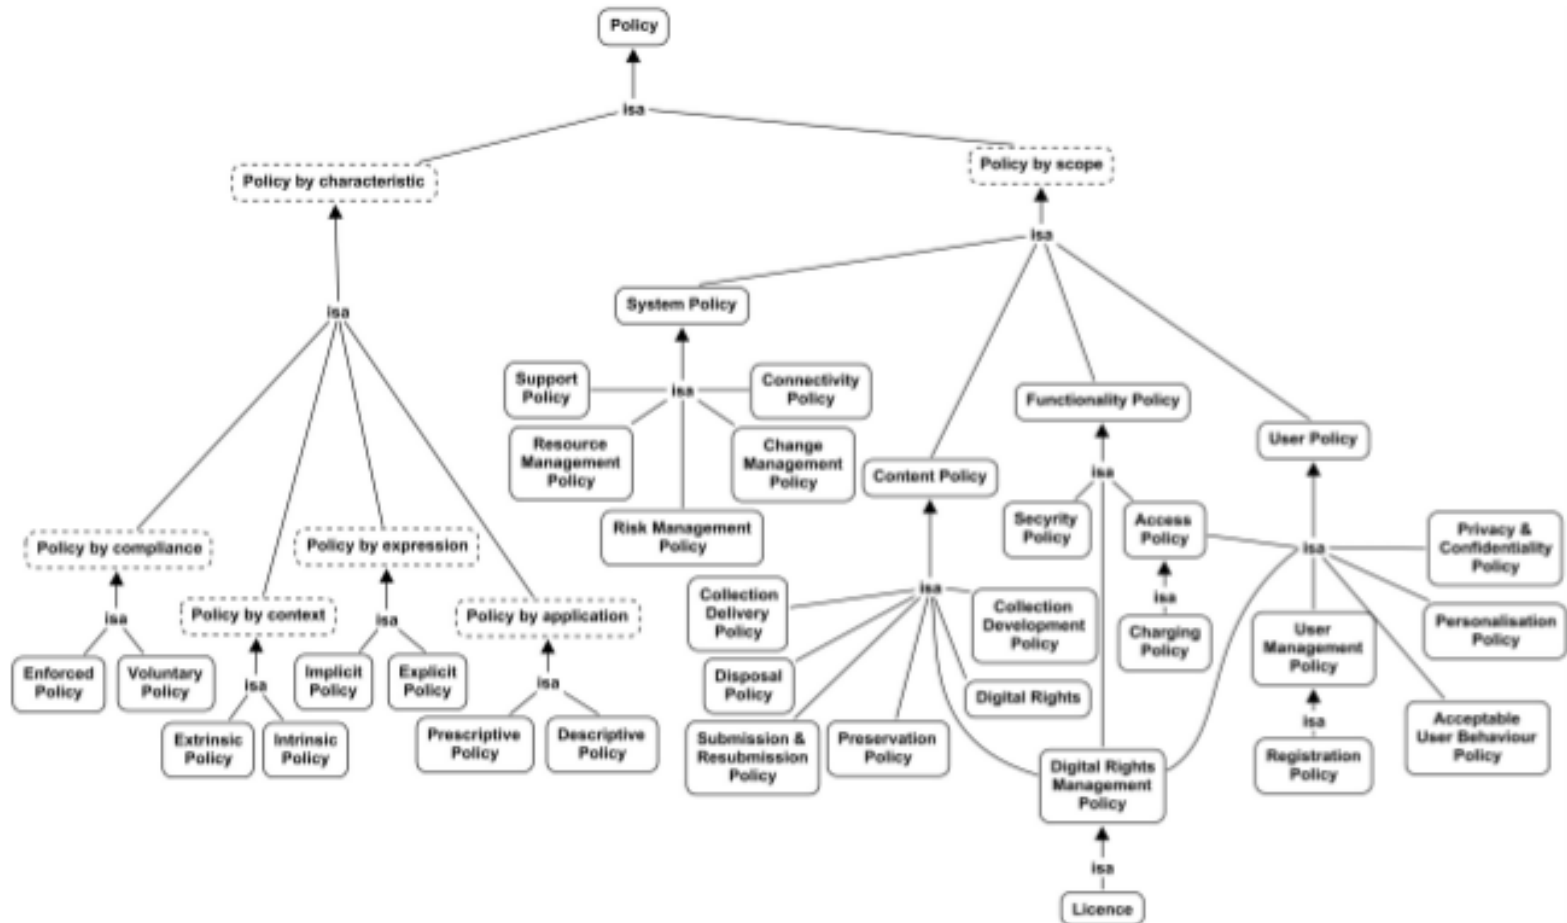 Policy
isa
Policy by characteristic
Policy by scope
isa
isa
System Policy
Support
Policy
isa
Connectivity
Policy
Resource
Management
Policy
Change
Management
Policy
Risk Management
Policy
Functionality Policy
User Policy
Content Policy
isa
Secyrity
Policy
Access
Policy
isa
Privacy &
Confidentiality
Policy
Policy by compliance
Policy by expression
isa
Policy by context
isa
Policy by application
Enforced
Policy
Voluntary
Policy
isa
Implicit
Policy
Explicit
Policy
isa
Extrinsic
Policy
Intrinsic
Policy
Prescriptive
Policy
Descriptive
Policy
isa
Collection
Delivery
Policy
Collection
Development
Policy
isa
Charging
Policy
User
Management
Policy
Personalisation
Policy
Disposal
Policy
Digital Rights
Submission &
Resubmission
Policy
Preservation
Policy
Digital Rights
Management
Policy
isa
Registration
Policy
Acceptable
User Behaviour
Policy
isa
Licence